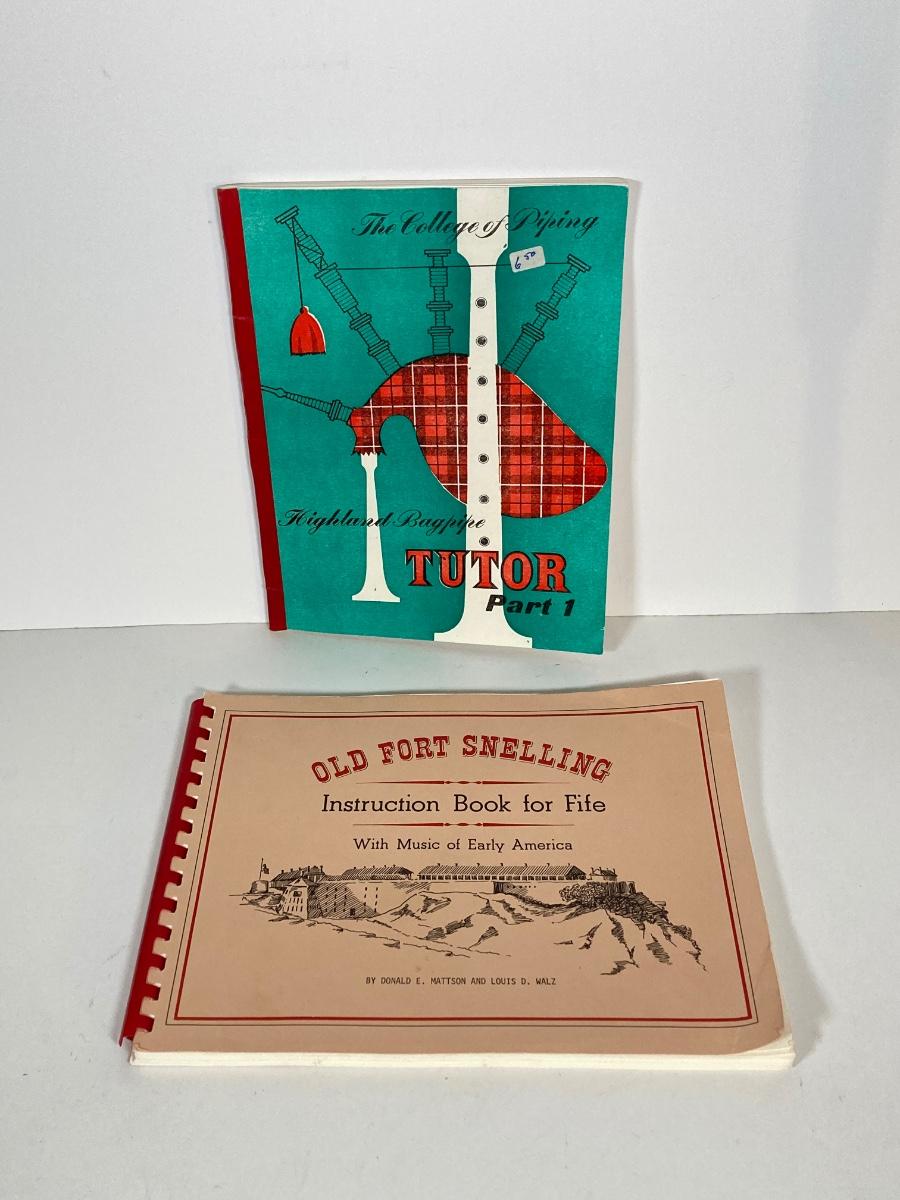 The College of Piping
6 50
Highland Bagpipe
TUTOR
Part 1
OLD FORT SNELLING
Instruction Book for Fife
With Music of Early America
BY DONALD E. MATTSON AND LOUIS D. WALZ